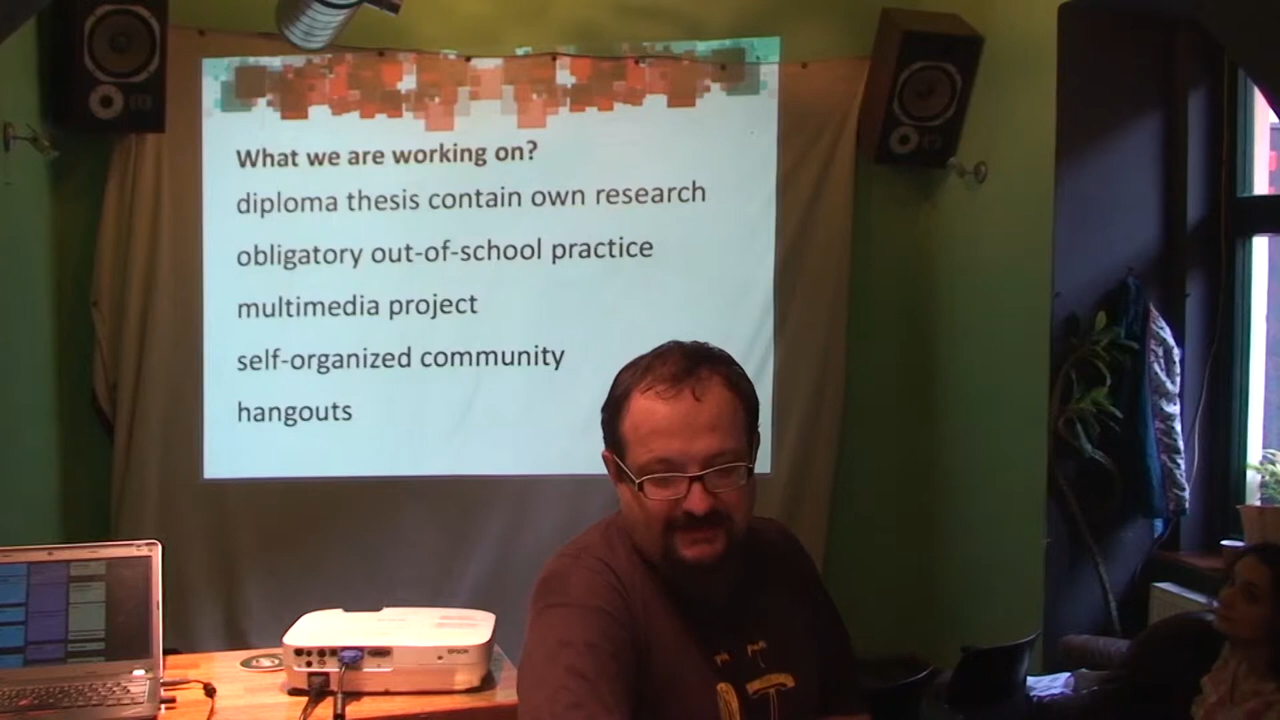 What we are working on?
diploma thesis contain own research
obligatory out-of-school practice
multimedia project
self-organized community
hangouts
EPSON